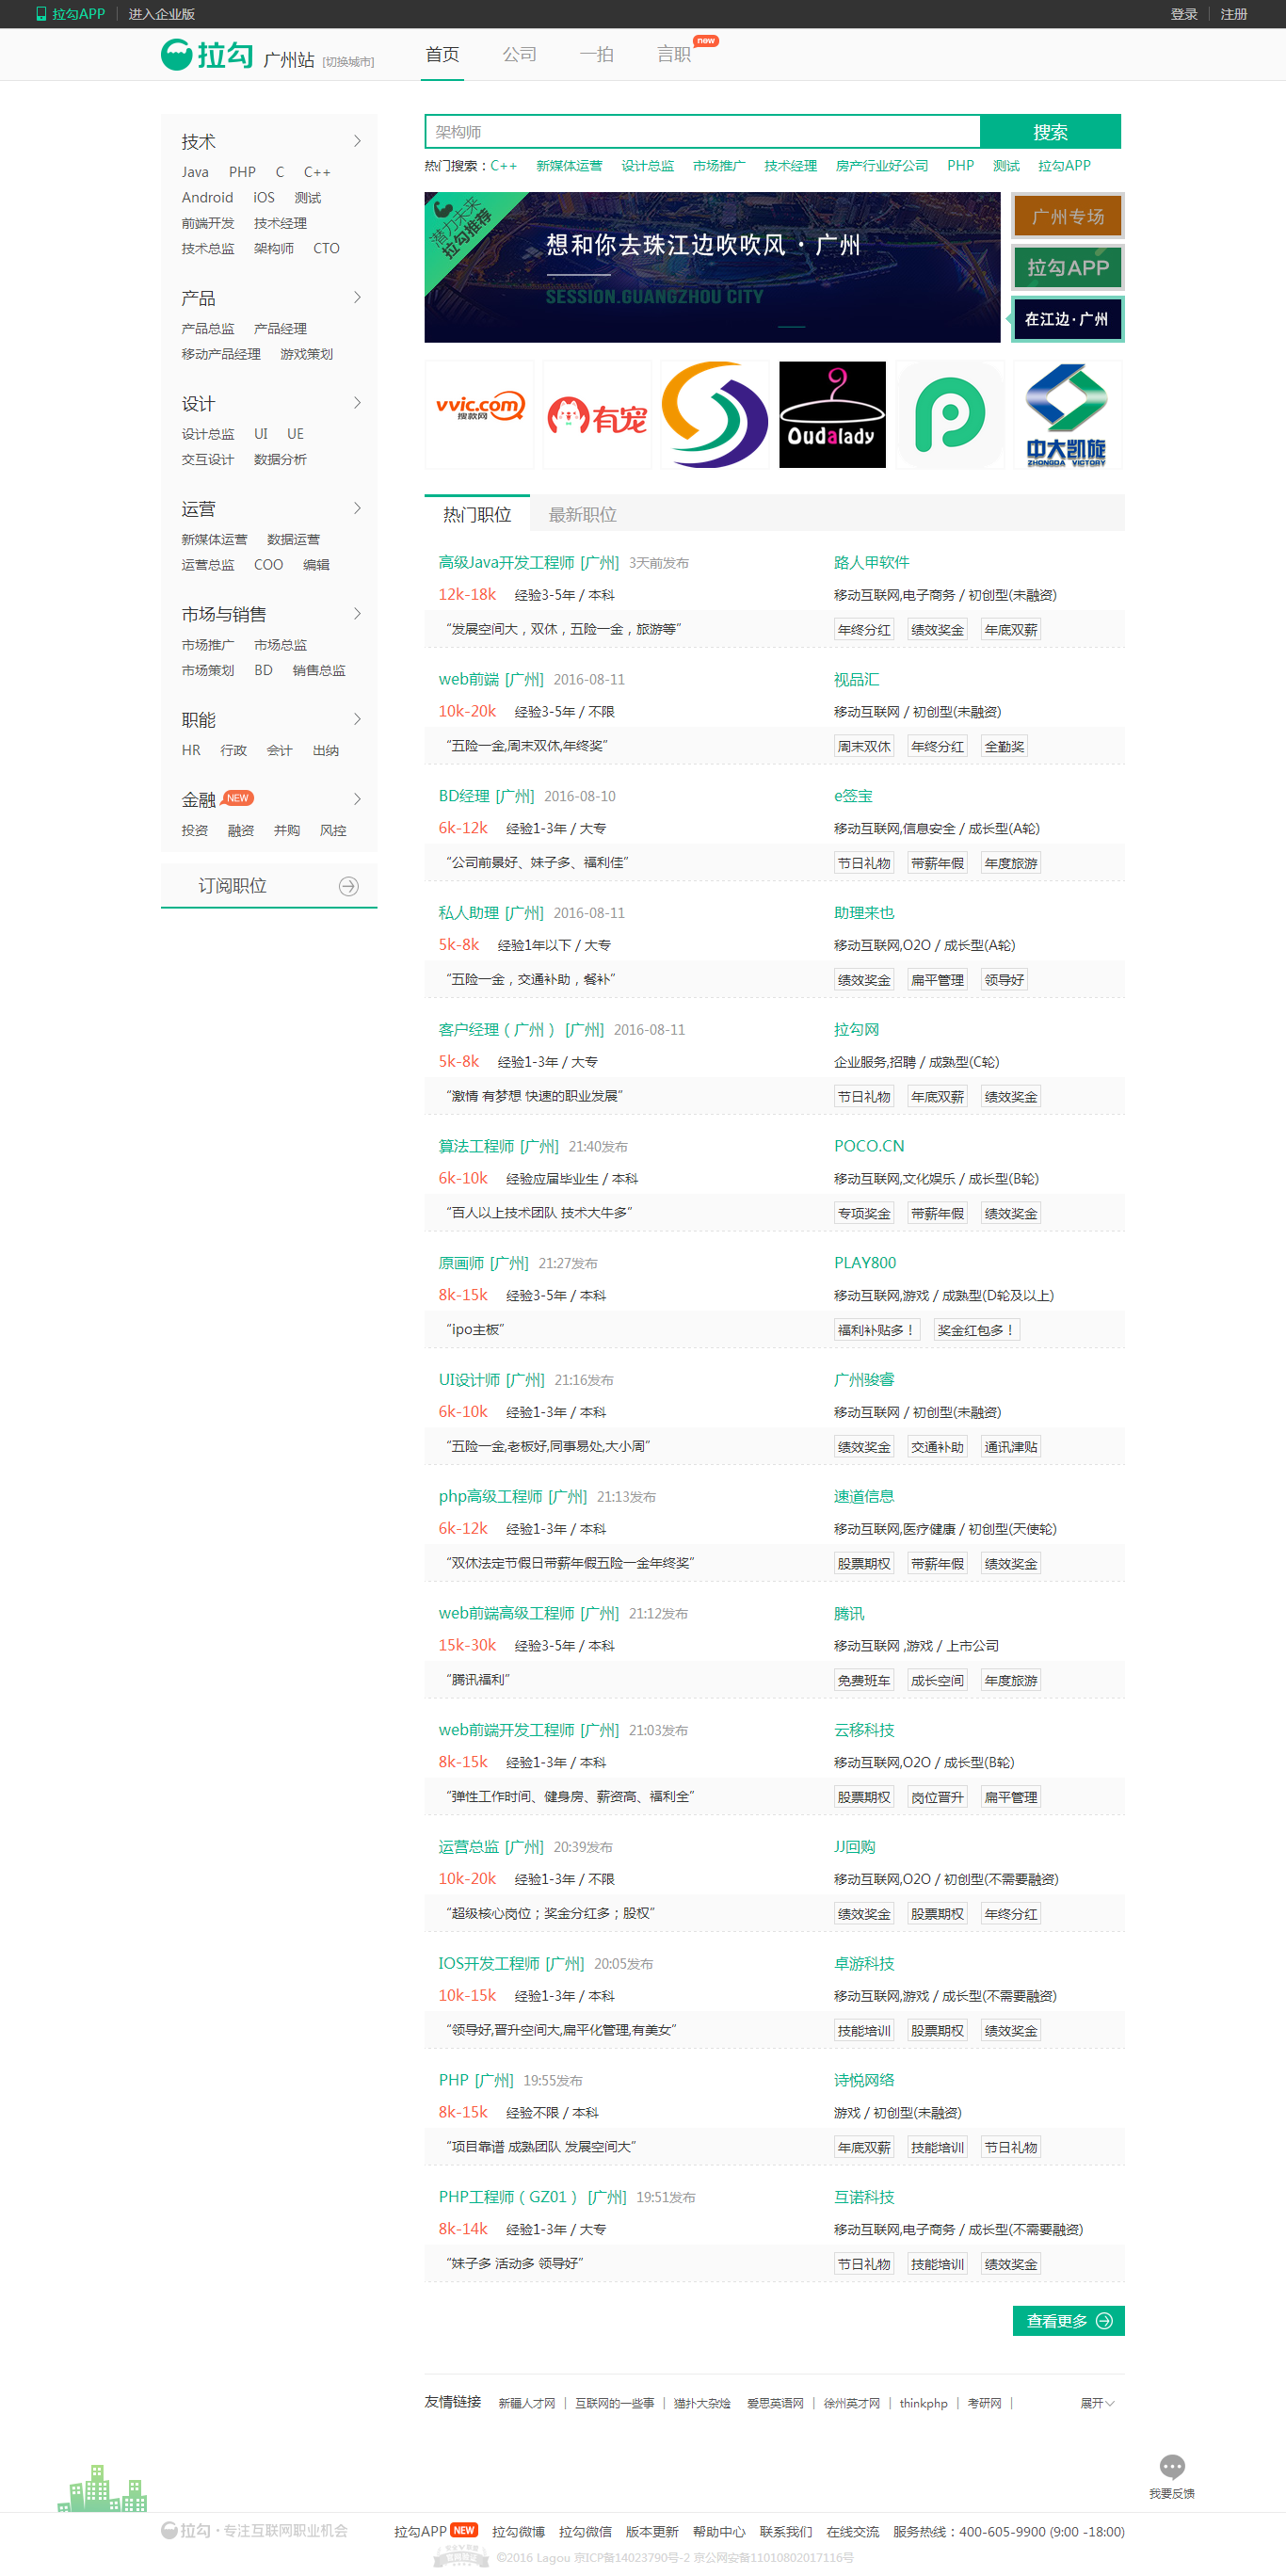 拉勾APP 进入企业版 登录 注册
拉勾 广州站 [切换城市] 首页 公司 一拍 言职 new
技术
Java PHP C C++
Android iOS 测试
前端开发 技术经理
技术总监 架构师 CTO
产品
产品总监 产品经理
移动产品经理 游戏策划
设计
设计总监 UI UE
交互设计 数据分析
运营
新媒体运营 数据运营
运营总监 COO 编辑
市场与销售
市场推广 市场总监
市场策划 BD 销售总监
职能
HR 行政 会计 出纳
金融 NEW
投资 融资 并购 风控
订阅职位
架构师 搜索
热门搜索：C++ 新媒体运营 设计总监 市场推广 技术经理 房产行业好公司 PHP 测试 拉勾APP
潜力未来
拉勾推荐
想和你去珠江边吹吹风·广州
SESSION.GUANGZHOU CITY
广州专场
拉勾APP
在江边·广州
vvic.com
搜款网
有宠
Oudalady
中大凯旋
ZHONGDA VICTORY
热门职位 最新职位
高级Java开发工程师 [广州] 3天前发布 路人甲软件
12k-18k 经验3-5年 / 本科 移动互联网,电子商务 / 初创型(未融资)
“发展空间大，双休，五险一金，旅游等” 年终分红 绩效奖金 年底双薪
web前端 [广州] 2016-08-11 视品汇
10k-20k 经验3-5年 / 不限 移动互联网 / 初创型(未融资)
“五险一金,周末双休,年终奖” 周末双休 年终分红 全勤奖
BD经理 [广州] 2016-08-10 e签宝
6k-12k 经验1-3年 / 大专 移动互联网,信息安全 / 成长型(A轮)
“公司前景好、妹子多、福利佳” 节日礼物 带薪年假 年度旅游
私人助理 [广州] 2016-08-11 助理来也
5k-8k 经验1年以下 / 大专 移动互联网,O2O / 成长型(A轮)
“五险一金，交通补助，餐补” 绩效奖金 扁平管理 领导好
客户经理（广州） [广州] 2016-08-11 拉勾网
5k-8k 经验1-3年 / 大专 企业服务,招聘 / 成熟型(C轮)
“激情 有梦想 快速的职业发展” 节日礼物 年底双薪 绩效奖金
算法工程师 [广州] 21:40发布 POCO.CN
6k-10k 经验应届毕业生 / 本科 移动互联网,文化娱乐 / 成长型(B轮)
“百人以上技术团队 技术大牛多” 专项奖金 带薪年假 绩效奖金
原画师 [广州] 21:27发布 PLAY800
8k-15k 经验3-5年 / 本科 移动互联网,游戏 / 成熟型(D轮及以上)
“ipo主板” 福利补贴多！ 奖金红包多！
UI设计师 [广州] 21:16发布 广州骏睿
6k-10k 经验1-3年 / 本科 移动互联网 / 初创型(未融资)
“五险一金,老板好,同事易处,大小周” 绩效奖金 交通补助 通讯津贴
php高级工程师 [广州] 21:13发布 速道信息
6k-12k 经验1-3年 / 本科 移动互联网,医疗健康 / 初创型(天使轮)
“双休法定节假日带薪年假五险一金年终奖” 股票期权 带薪年假 绩效奖金
web前端高级工程师 [广州] 21:12发布 腾讯
15k-30k 经验3-5年 / 本科 移动互联网 ,游戏 / 上市公司
“腾讯福利” 免费班车 成长空间 年度旅游
web前端开发工程师 [广州] 21:03发布 云移科技
8k-15k 经验1-3年 / 本科 移动互联网,O2O / 成长型(B轮)
“弹性工作时间、健身房、薪资高、福利全” 股票期权 岗位晋升 扁平管理
运营总监 [广州] 20:39发布 JJ回购
10k-20k 经验1-3年 / 不限 移动互联网,O2O / 初创型(不需要融资)
“超级核心岗位；奖金分红多；股权” 绩效奖金 股票期权 年终分红
IOS开发工程师 [广州] 20:05发布 卓游科技
10k-15k 经验1-3年 / 本科 移动互联网,游戏 / 成长型(不需要融资)
“领导好,晋升空间大,扁平化管理,有美女” 技能培训 股票期权 绩效奖金
PHP [广州] 19:55发布 诗悦网络
8k-15k 经验不限 / 本科 游戏 / 初创型(未融资)
“项目靠谱 成熟团队 发展空间大” 年底双薪 技能培训 节日礼物
PHP工程师（GZ01） [广州] 19:51发布 互诺科技
8k-14k 经验1-3年 / 大专 移动互联网,电子商务 / 成长型(不需要融资)
“妹子多 活动多 领导好” 节日礼物 技能培训 绩效奖金
查看更多
友情链接 新疆人才网 | 互联网的一些事 | 猫扑大杂烩 爱思英语网 | 徐州英才网 | thinkphp | 考研网 | 展开
我要反馈
拉勾·专注互联网职业机会 拉勾APP NEW 拉勾微博 拉勾微信 版本更新 帮助中心 联系我们 在线交流 服务热线：400-605-9900 (9:00 -18:00)
©2016 Lagou 京ICP备14023790号-2 京公网安备11010802017116号